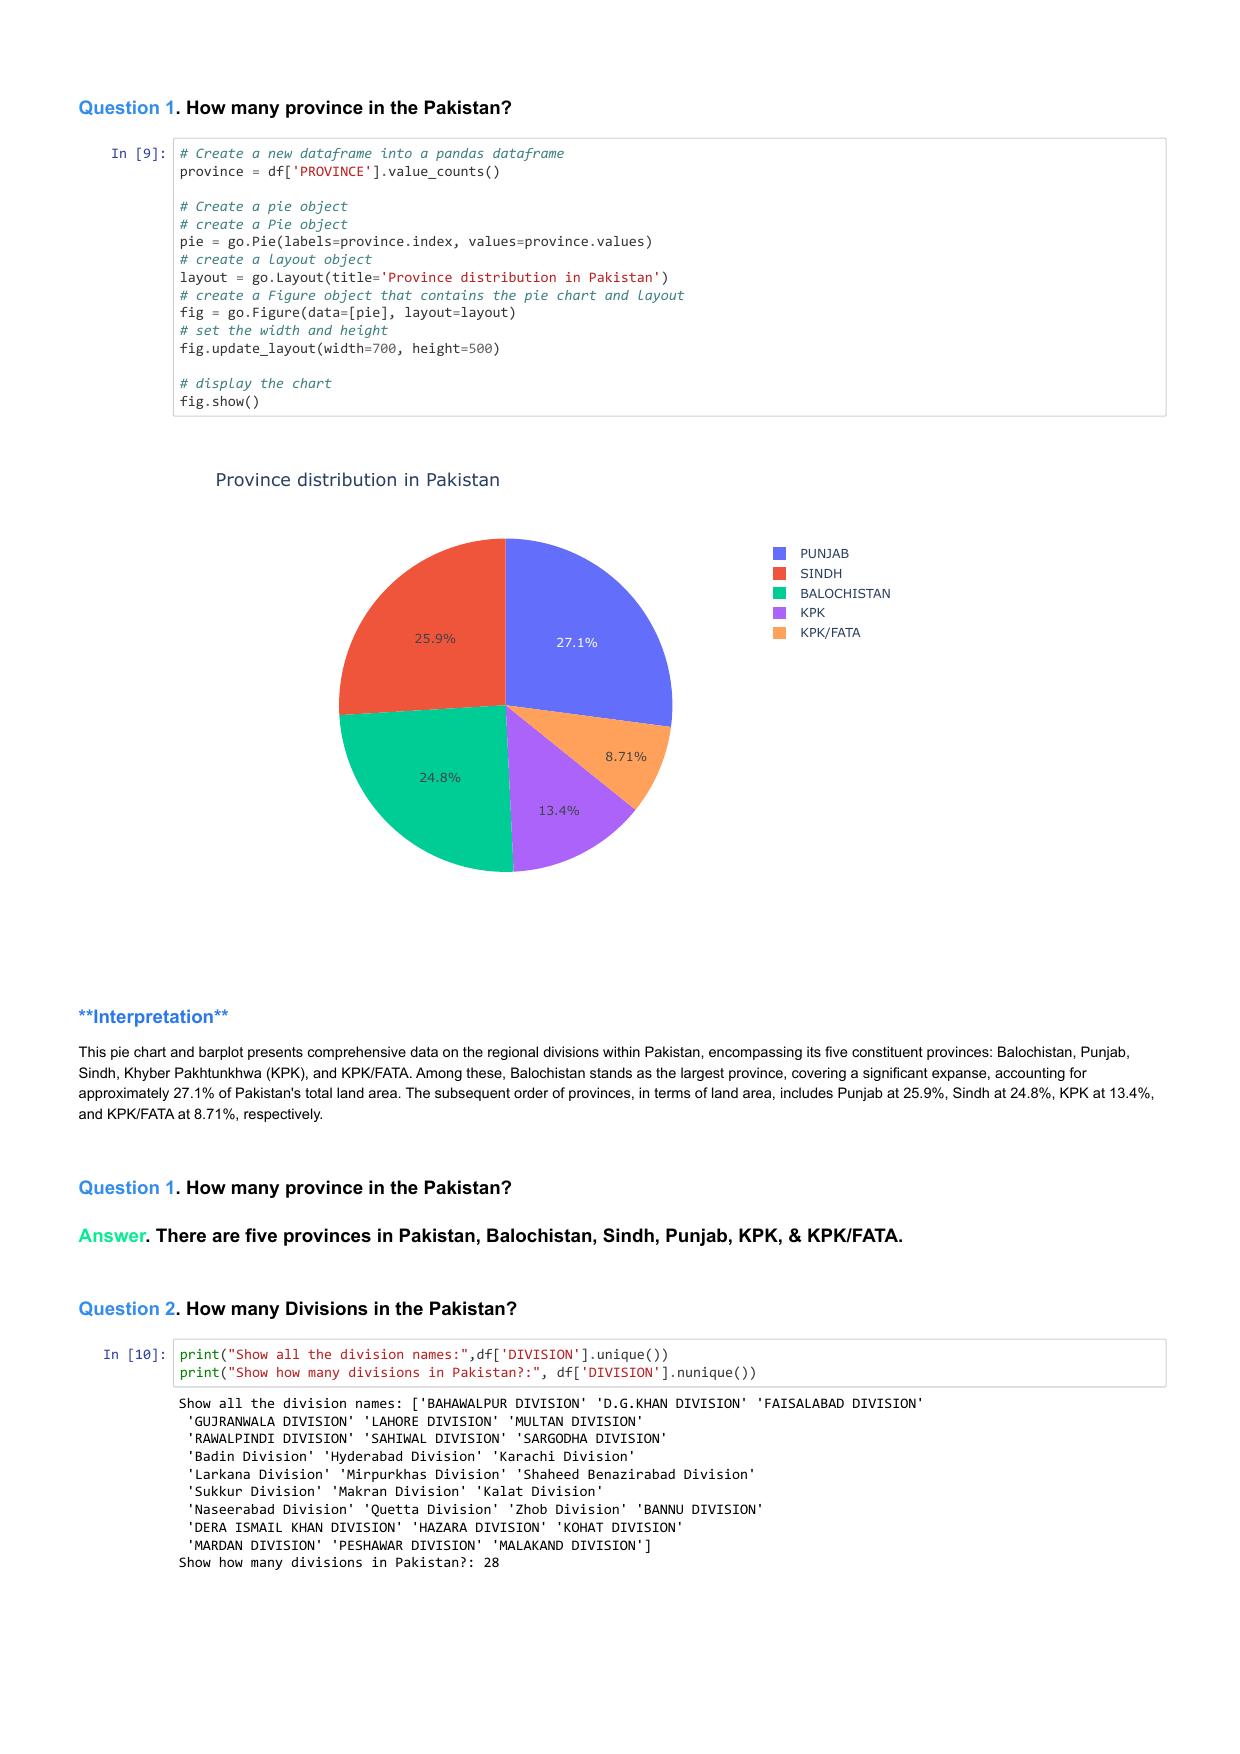 Question 1. How many province in the Pakistan?
In [9]:
# Create a new dataframe into a pandas dataframe
province = df['PROVINCE'].value_counts()
# Create a pie object
# create a Pie object
pie = go.Pie(labels=province.index, values=province.values)
# create a layout object
layout = go.Layout(title='Province distribution in Pakistan')
# create a Figure object that contains the pie chart and layout
fig = go.Figure(data=[pie], layout=layout)
# set the width and height
fig.update_layout(width=700, height=500)
# display the chart
fig.show()
Province distribution in Pakistan
PUNJAB
SINDH
BALOCHISTAN
KPK
KPK/FATA
25.9%
27.1%
8.71%
24.8%
13.4%
**Interpretation**
This pie chart and barplot presents comprehensive data on the regional divisions within Pakistan, encompassing its five constituent provinces: Balochistan, Punjab,
Sindh, Khyber Pakhtunkhwa (KPK), and KPK/FATA. Among these, Balochistan stands as the largest province, covering a significant expanse, accounting for
approximately 27.1% of Pakistan's total land area. The subsequent order of provinces, in terms of land area, includes Punjab at 25.9%, Sindh at 24.8%, KPK at 13.4%,
and KPK/FATA at 8.71%, respectively.
Question 1. How many province in the Pakistan?
Answer. There are five provinces in Pakistan, Balochistan, Sindh, Punjab, KPK, & KPK/FATA.
Question 2. How many Divisions in the Pakistan?
In [10]:
print("Show all the division names:",df['DIVISION'].unique())
print("Show how many divisions in Pakistan?:", df['DIVISION'].nunique())
Show all the division names: ['BAHAWALPUR DIVISION' 'D.G.KHAN DIVISION' 'FAISALABAD DIVISION'
'GUJRANWALA DIVISION' 'LAHORE DIVISION' 'MULTAN DIVISION'
'RAWALPINDI DIVISION' 'SAHIWAL DIVISION' 'SARGODHA DIVISION'
'Badin Division' 'Hyderabad Division' 'Karachi Division'
'Larkana Division' 'Mirpurkhas Division' 'Shaheed Benazirabad Division'
'Sukkur Division' 'Makran Division' 'Kalat Division'
'Naseerabad Division' 'Quetta Division' 'Zhob Division' 'BANNU DIVISION'
'DERA ISMAIL KHAN DIVISION' 'HAZARA DIVISION' 'KOHAT DIVISION'
'MARDAN DIVISION' 'PESHAWAR DIVISION' 'MALAKAND DIVISION']
Show how many divisions in Pakistan?: 28